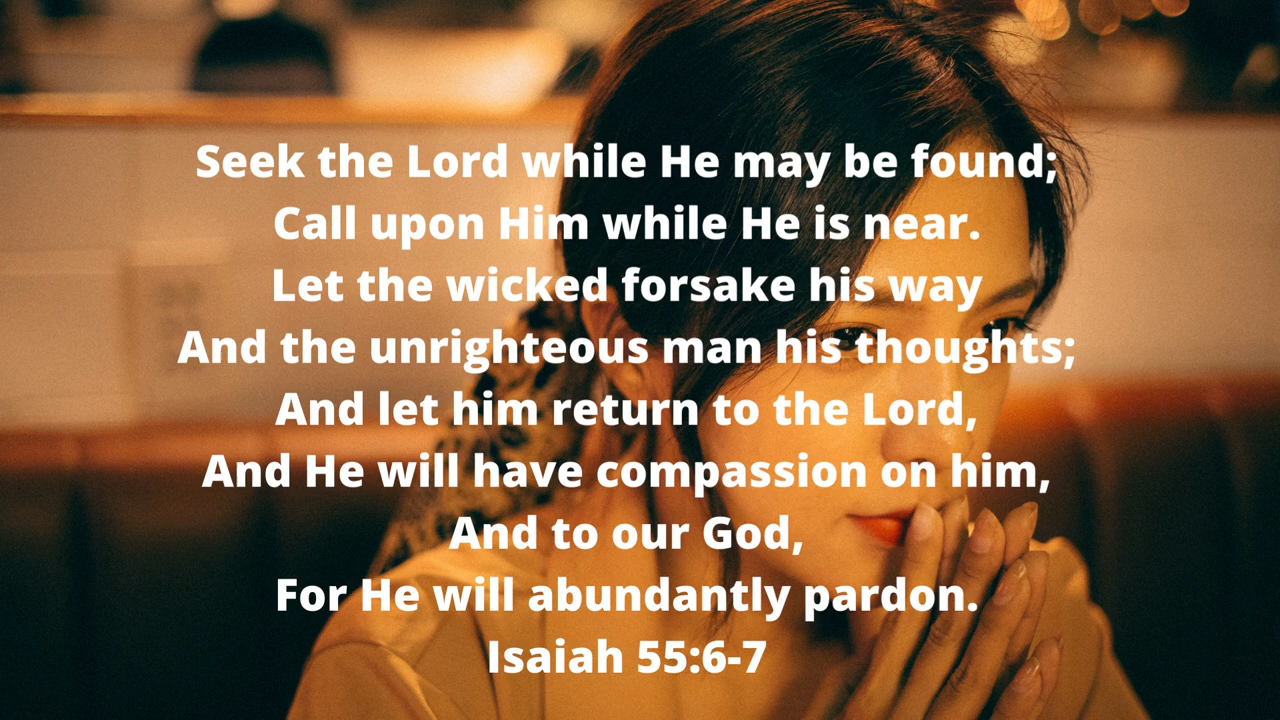 Seek the Lord while He may be found;
Call upon Him while He is near.
Let the wicked forsake his way
And the unrighteous man his thoughts;
And let him return to the Lord,
And He will have compassion on him,
And to our God,
For He will abundantly pardon.
Isaiah 55:6-7